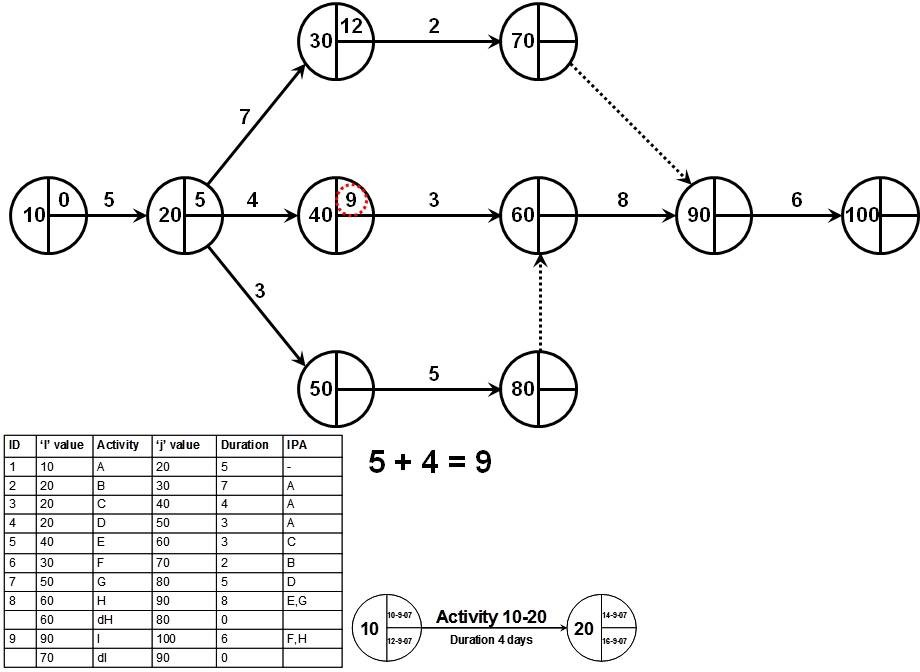 12
30
2
70
7
10
0
5
20
5
4
40
9
3
60
8
90
6
100
3
50
5
80
ID ‘I’ value Activity ‘j’ value Duration IPA
1 10 A 20 5 -
2 20 B 30 7 A
3 20 C 40 4 A
4 20 D 50 3 A
5 40 E 60 3 C
6 30 F 70 2 B
7 50 G 80 5 D
8 60 H 90 8 E,G
60 dH 80 0
9 90 I 100 6 F,H
70 dI 90 0
5 + 4 = 9
10
10-9-07
12-9-07
Activity 10-20
Duration 4 days
20
14-9-07
16-9-07